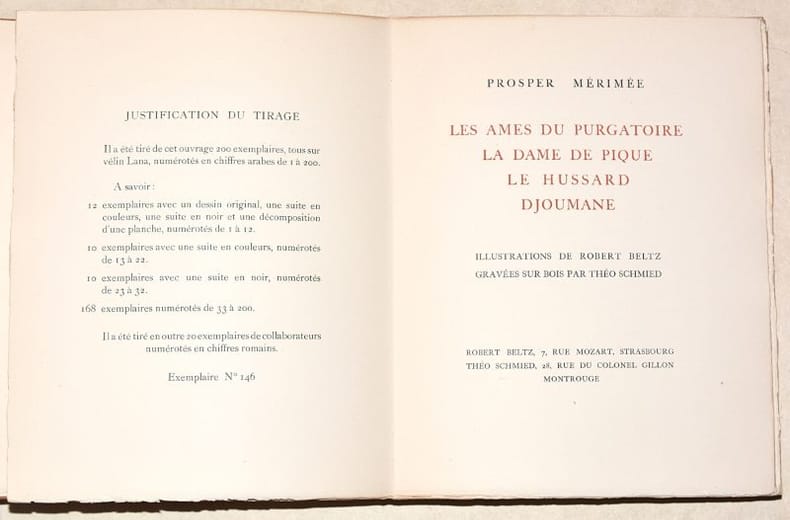 JUSTIFICATION DU TIRAGE
Il a été tiré de cet ouvrage 200 exemplaires, tous sur
vélin Lana, numérotés en chiffres arabes de 1 à 200.
A savoir :
12 exemplaires avec un dessin original, une suite en
couleurs, une suite en noir et une décomposition
d'une planche, numérotés de 1 à 12.
10 exemplaires avec une suite en couleurs, numérotés
de 13 à 22.
10 exemplaires avec une suite en noir, numérotés
de 23 à 32.
168 exemplaires numérotés de 33 à 200.
Il a été tiré en outre 20 exemplaires de collaborateurs
numérotés en chiffres romains.
Exemplaire N° 146
PROSPER MÉRIMÉE
LES AMES DU PURGATOIRE
LA DAME DE PIQUE
LE HUSSARD
DJOUMANE
ILLUSTRATIONS DE ROBERT BELTZ
GRAVÉES SUR BOIS PAR THÉO SCHMIED
ROBERT BELTZ, 7, RUE MOZART, STRASBOURG
THÉO SCHMIED, 28, RUE DU COLONEL GILLON
MONTROUGE